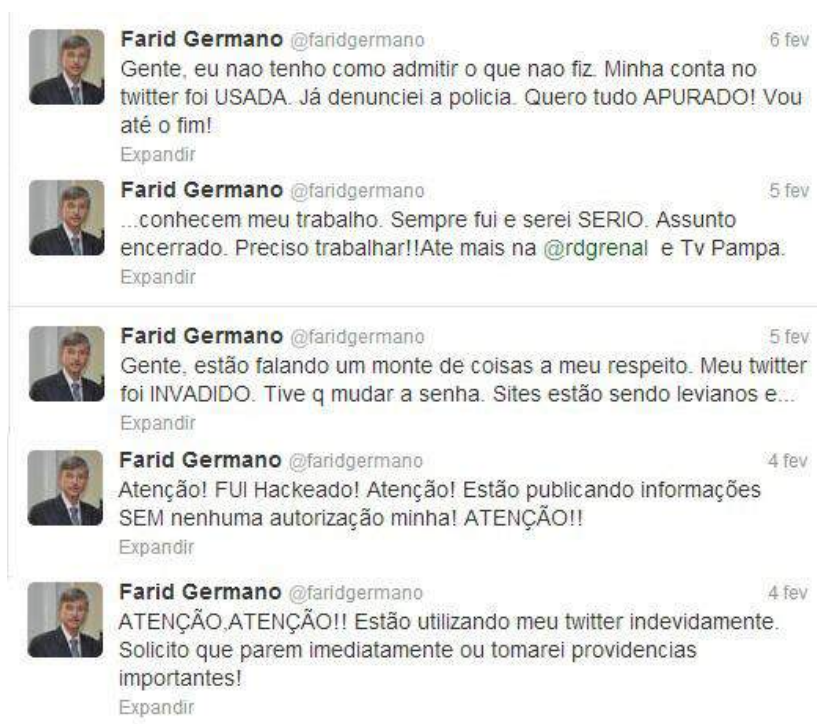 Farid Germano @faridgermano 6 fev
Gente, eu nao tenho como admitir o que nao fiz. Minha conta no
twitter foi USADA. Já denunciei a policia. Quero tudo APURADO! Vou
até o fim!
Expandir
Farid Germano @faridgermano 5 fev
...conhecem meu trabalho. Sempre fui e serei SERIO. Assunto
encerrado. Preciso trabalhar!!Ate mais na @rdgrenal e Tv Pampa.
Expandir
Farid Germano @faridgermano 5 fev
Gente, estão falando um monte de coisas a meu respeito. Meu twitter
foi INVADIDO. Tive q mudar a senha. Sites estão sendo levianos e...
Expandir
Farid Germano @faridgermano 4 fev
Atenção! FUI Hackeado! Atenção! Estão publicando informações
SEM nenhuma autorização minha! ATENÇÃO!!
Expandir
Farid Germano @faridgermano 4 fev
ATENÇÃO,ATENÇÃO!! Estão utilizando meu twitter indevidamente.
Solicito que parem imediatamente ou tomarei providencias
importantes!
Expandir